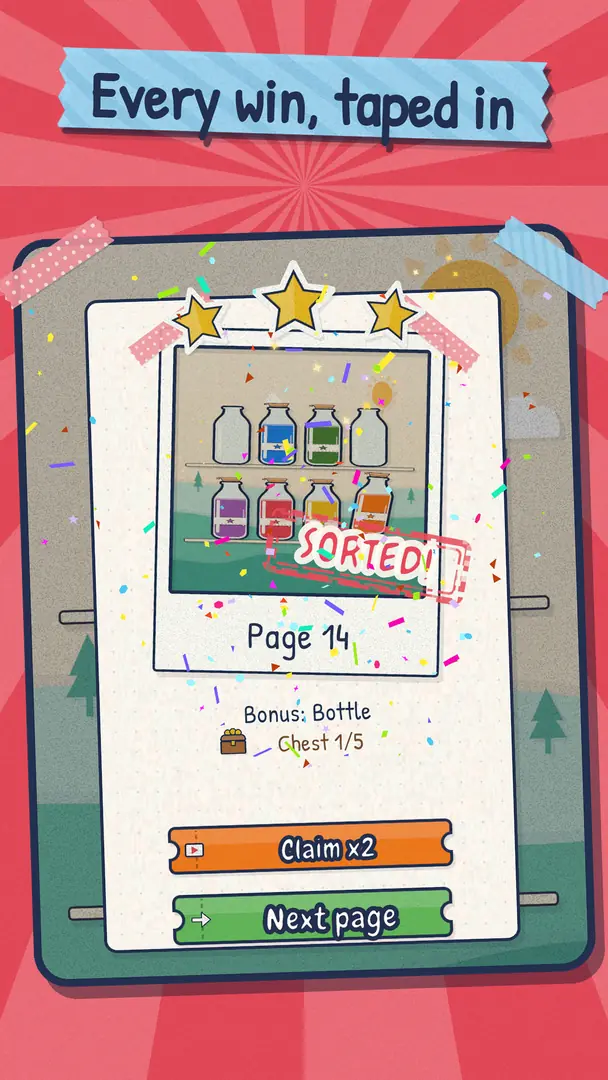 Every win, taped in
SORTED!
Page 14
Bonus: Bottle
Chest 1/5
Claim x2
Next page